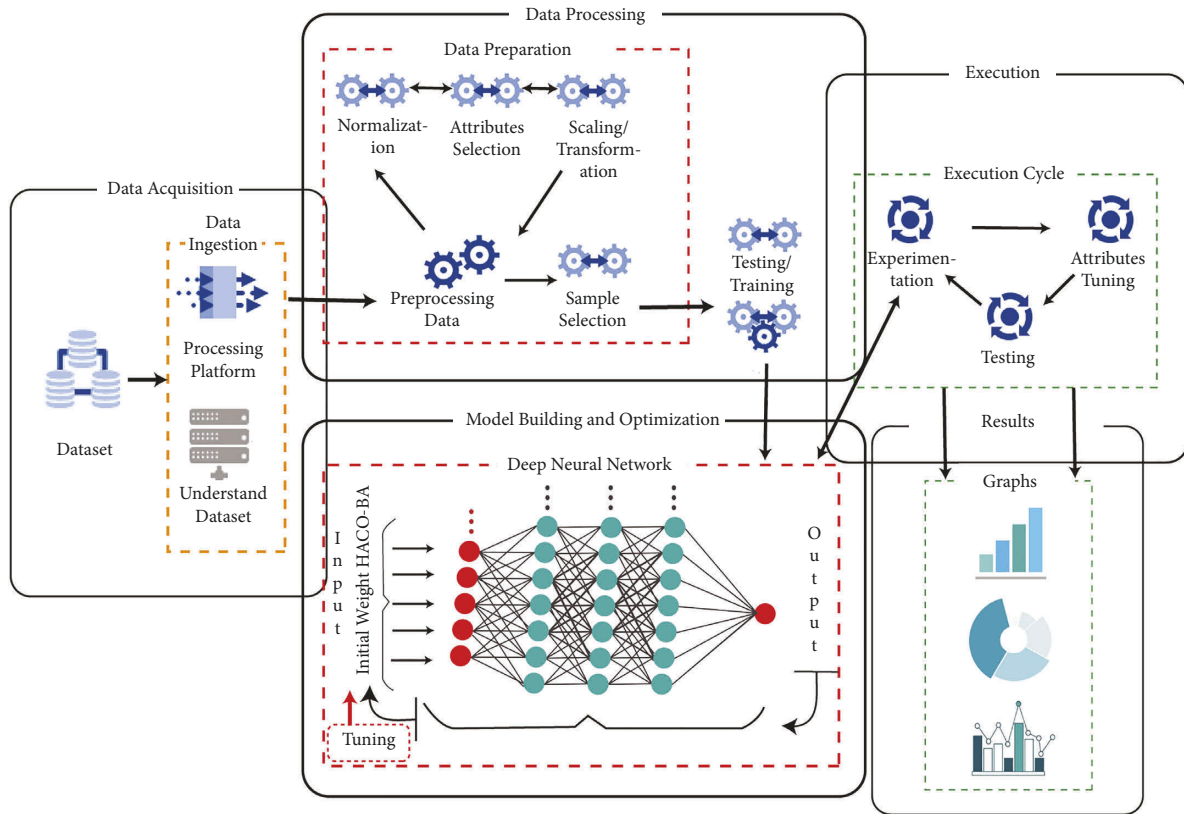 Data Processing
Data Preparation
Normalizat-
ion
Attributes
Selection
Scaling/
Transform-
ation
Preprocessing
Data
Sample
Selection
Testing/
Training
Data Acquisition
Data
Ingestion
Processing
Platform
Dataset
Understand
Dataset
Execution
Execution Cycle
Experimen-
tation
Attributes
Tuning
Testing
Model Building and Optimization
Deep Neural Network
Input
Initial Weight HACO-BA
Output
Tuning
Results
Graphs